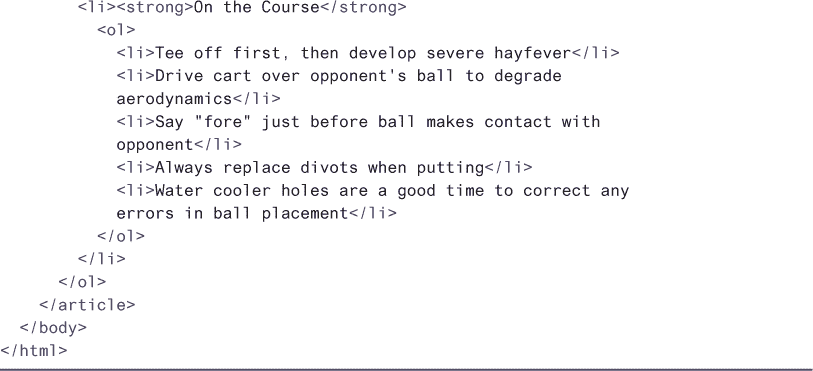 <li><strong>On the Course</strong>
<ol>
<li>Tee off first, then develop severe hayfever</li>
<li>Drive cart over opponent's ball to degrade
aerodynamics</li>
<li>Say "fore" just before ball makes contact with
opponent</li>
<li>Always replace divots when putting</li>
<li>Water cooler holes are a good time to correct any
errors in ball placement</li>
</ol>
</li>
</ol>
</article>
</body>
</html>